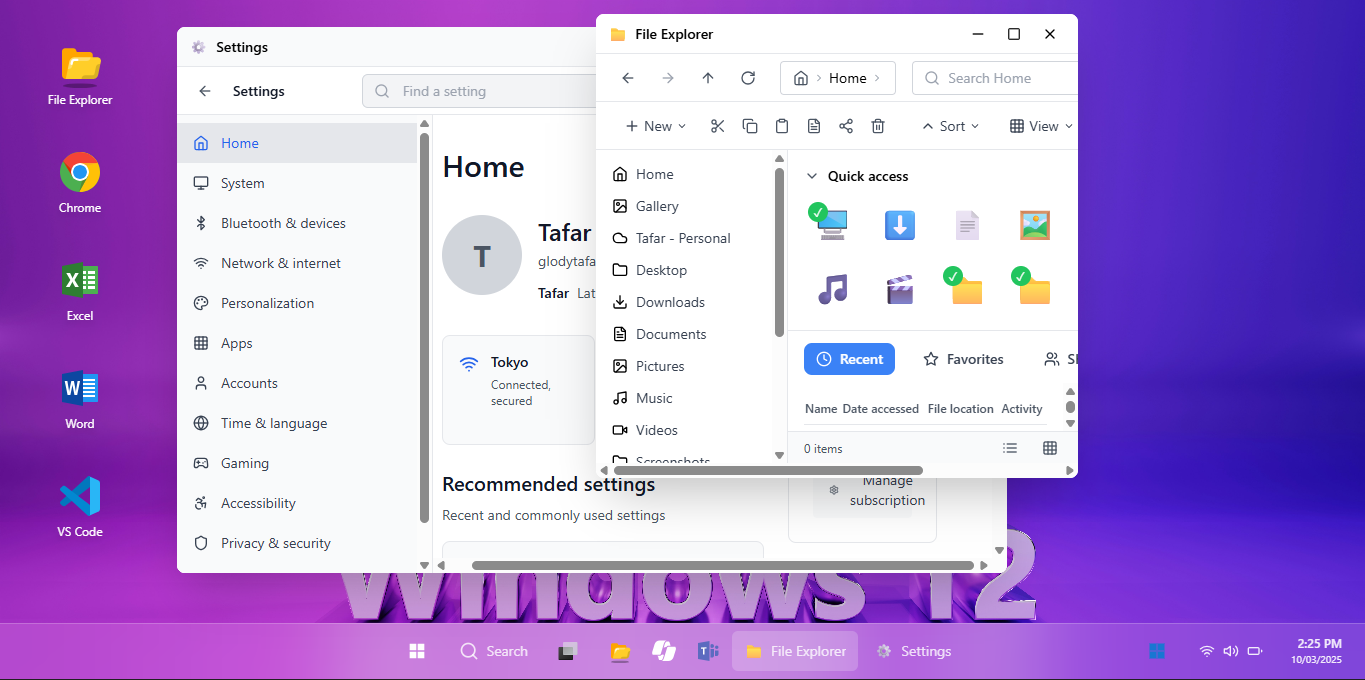 File Explorer
Chrome
Excel
Word
VS Code
Settings
Settings
Find a setting
Home
System
Bluetooth & devices
Network & internet
Personalization
Apps
Accounts
Time & language
Gaming
Accessibility
Privacy & security
Home
T
Tafar
glodytafa
Tafar Lat
Tokyo
Connected,
secured
Recommended settings
Recent and commonly used settings
Manage
subscription
File Explorer
Home
Search Home
New
Sort
View
Home
Gallery
Tafar - Personal
Desktop
Downloads
Documents
Pictures
Music
Videos
Screenshots
Quick access
Recent
Favorites
Name Date accessed File location Activity
0 items
Windows 12
Search
File Explorer
Settings
2:25 PM
10/03/2025